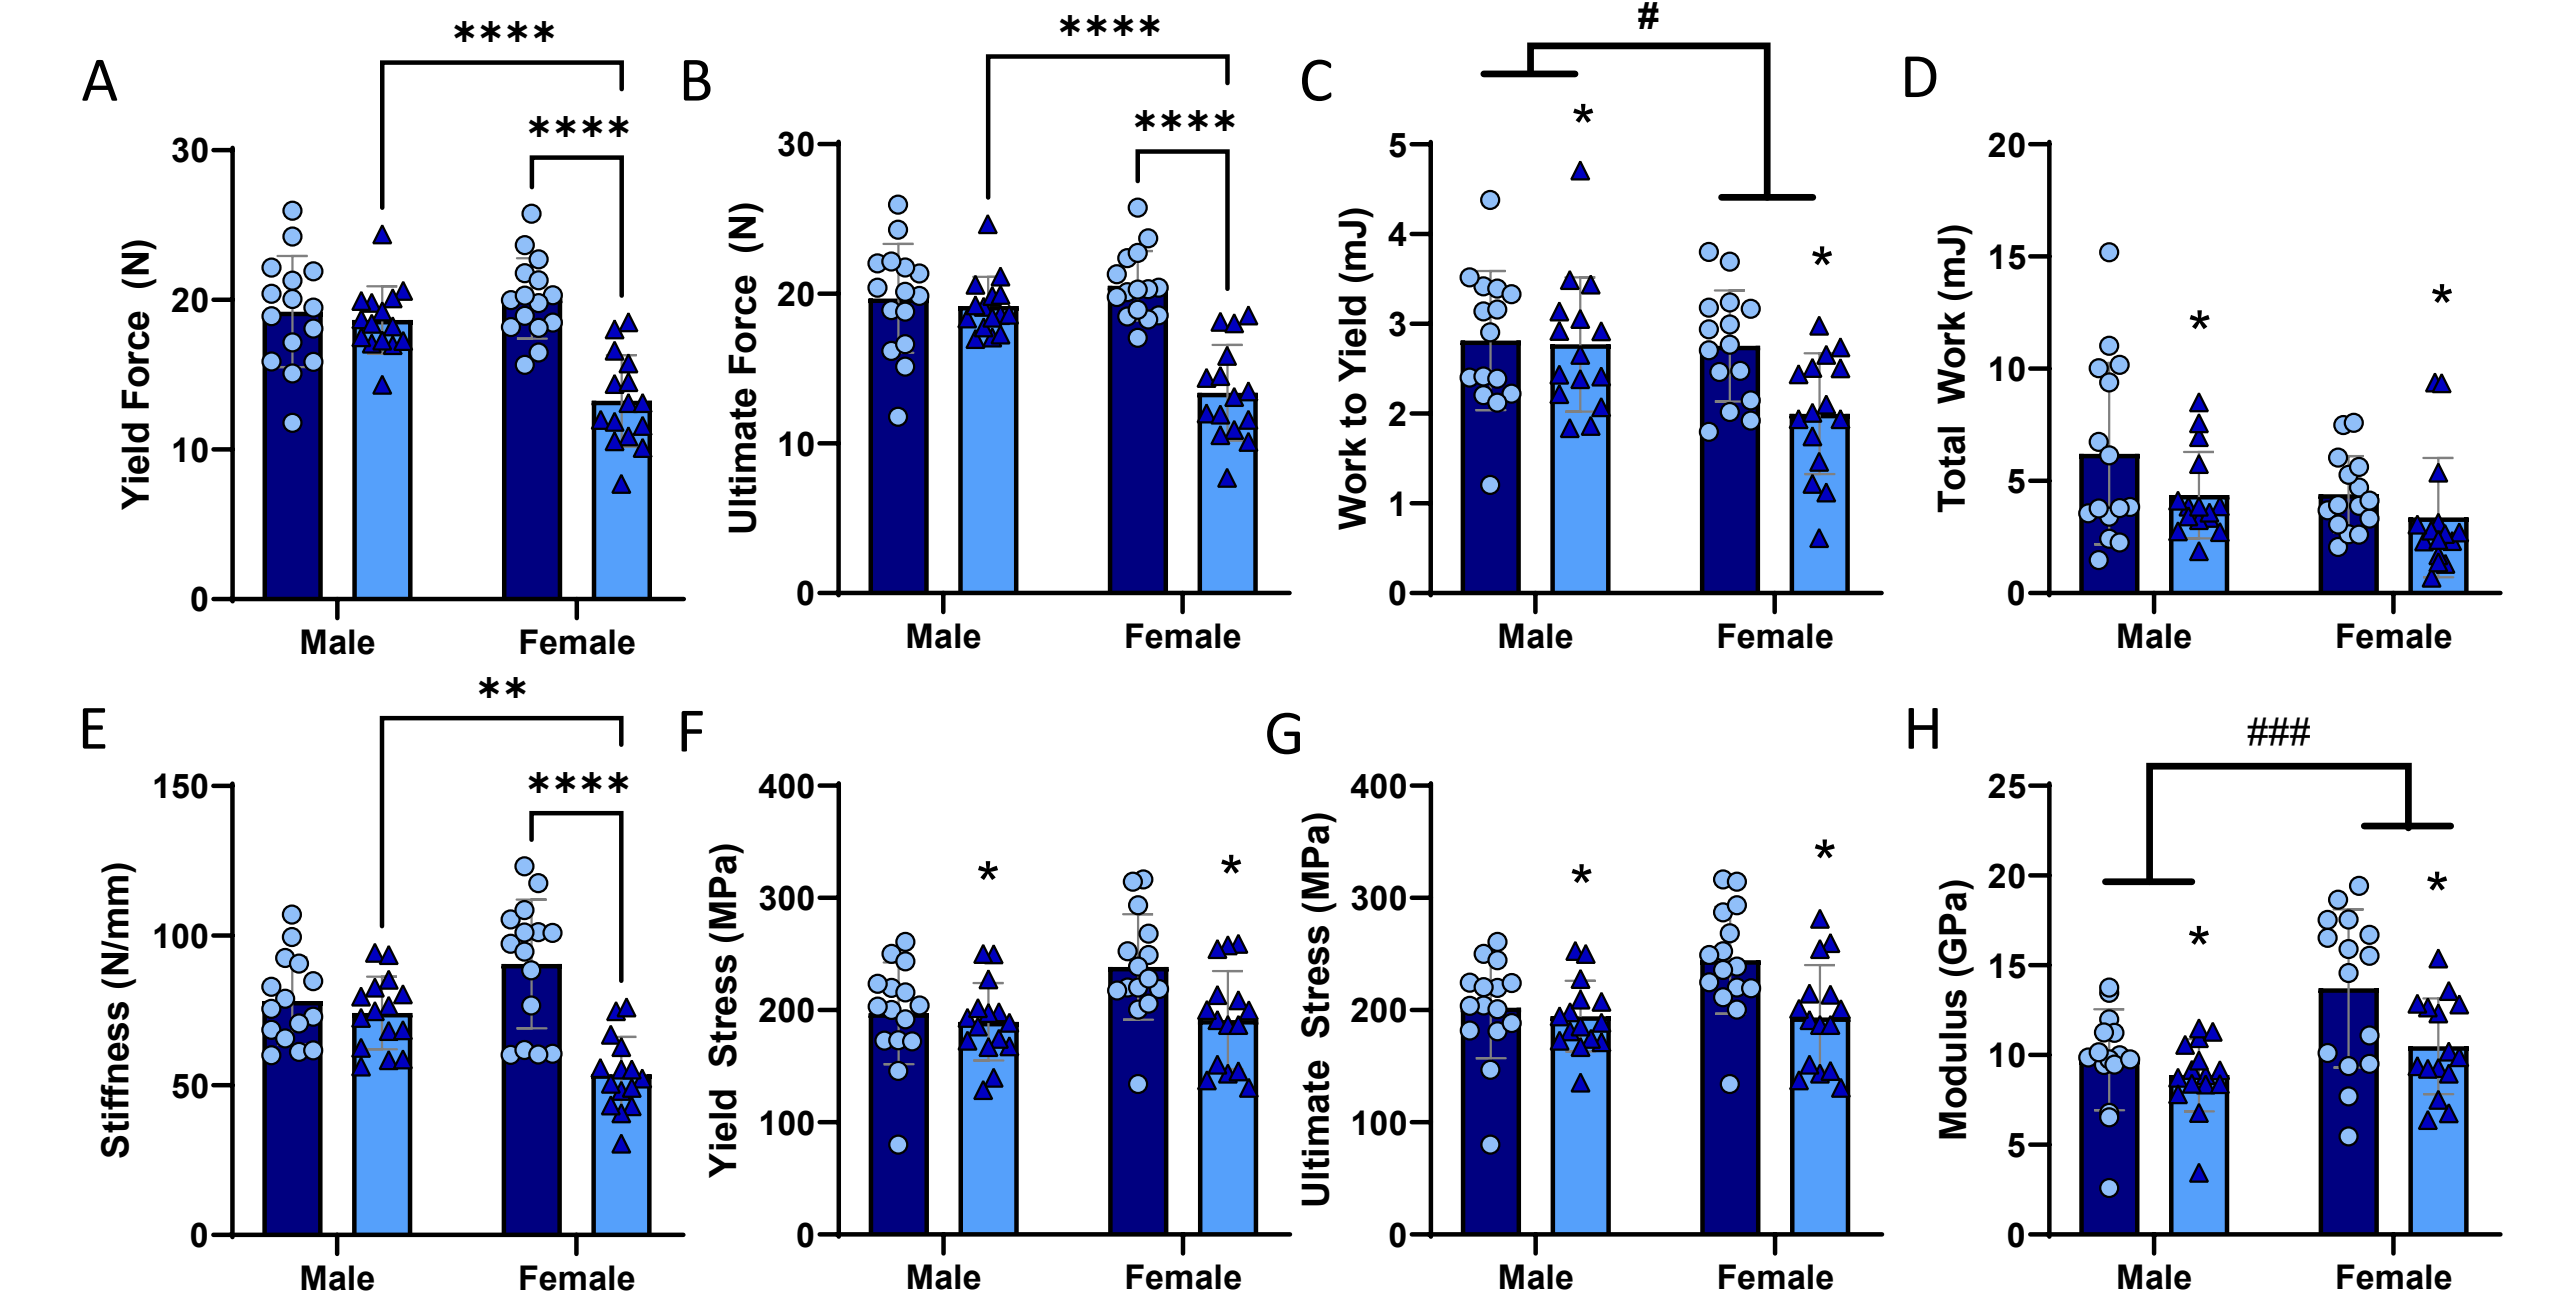 A
****
****
Yield Force (N)
30
20
10
0
Male
Female
B
****
****
Ultimate Force (N)
30
20
10
0
Male
Female
C
#
*
*
Work to Yield (mJ)
5
4
3
2
1
0
Male
Female
D
*
*
Total Work (mJ)
20
15
10
5
0
Male
Female
E
**
****
Stiffness (N/mm)
150
100
50
0
Male
Female
F
*
*
Yield Stress (MPa)
400
300
200
100
0
Male
Female
G
*
*
Ultimate Stress (MPa)
400
300
200
100
0
Male
Female
H
###
*
*
Modulus (GPa)
25
20
15
10
5
0
Male
Female